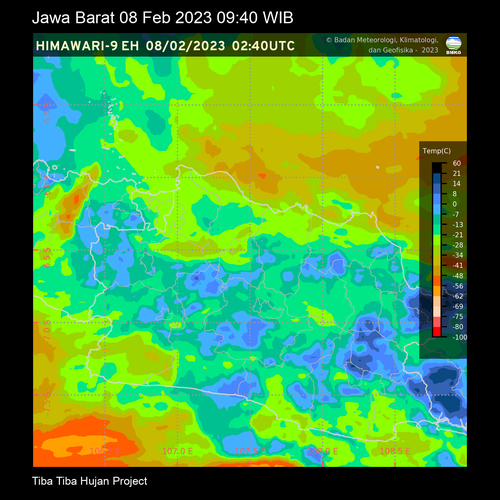 Jawa Barat 08 Feb 2023 09:40 WIB
HIMAWARI-9 EH 08/02/2023 02:40UTC
© Badan Meteorologi, Klimatologi,
dan Geofisika - 2023
BMKG
Temp(C)
60
21
14
8
0
-7
-13
-21
-28
-34
-41
-48
-56
-62
-69
-75
-80
-100
107.0 E
108.5 E
Tiba Tiba Hujan Project